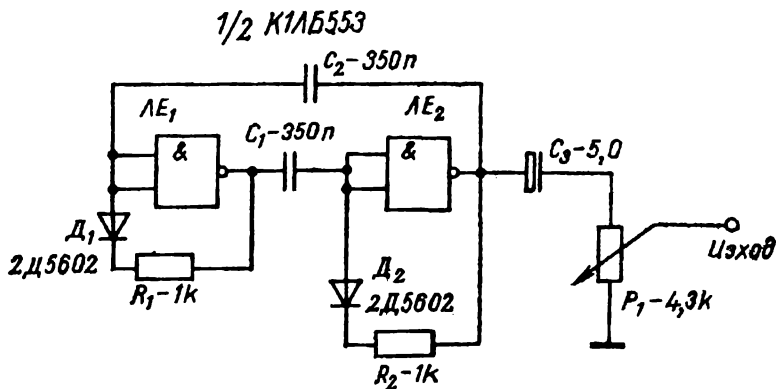 1/2 К1ЛБ553
C₂–350п
ЛЕ₁
C₁–350п
ЛЕ₂
&
&
C₃–5,0
Д₁
2Д5602
R₁–1k
Д₂
2Д5602
R₂–1k
P₁–4,3k
Изход